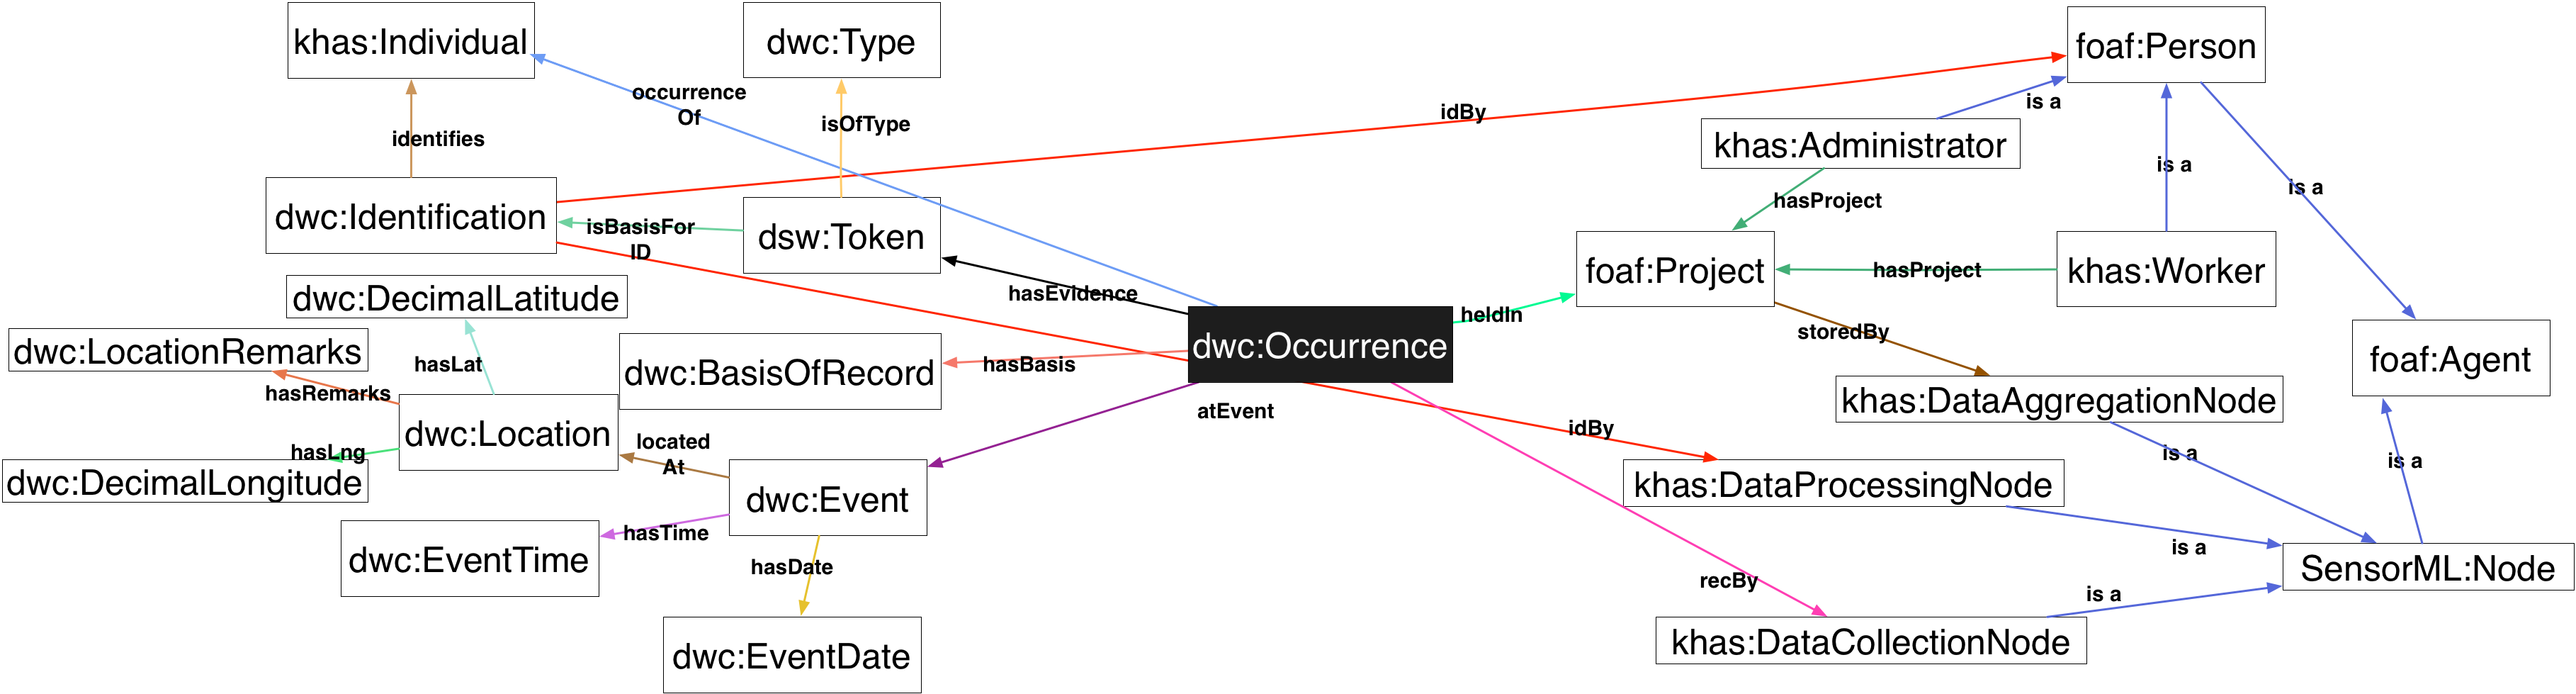 khas:Individual
dwc:Type
foaf:Person
occurrence
Of
is a
idBy
isOfType
identifies
khas:Administrator
is a
is a
hasProject
dwc:Identification
isBasisFor
ID
dsw:Token
foaf:Project
hasProject
khas:Worker
dwc:DecimalLatitude
hasEvidence
heldIn
storedBy
dwc:LocationRemarks
hasLat
dwc:BasisOfRecord
hasBasis
dwc:Occurrence
foaf:Agent
hasRemarks
atEvent
khas:DataAggregationNode
dwc:Location
located
At
idBy
hasLng
is a
is a
dwc:DecimalLongitude
dwc:Event
khas:DataProcessingNode
hasTime
is a
dwc:EventTime
hasDate
recBy
is a
SensorML:Node
dwc:EventDate
khas:DataCollectionNode